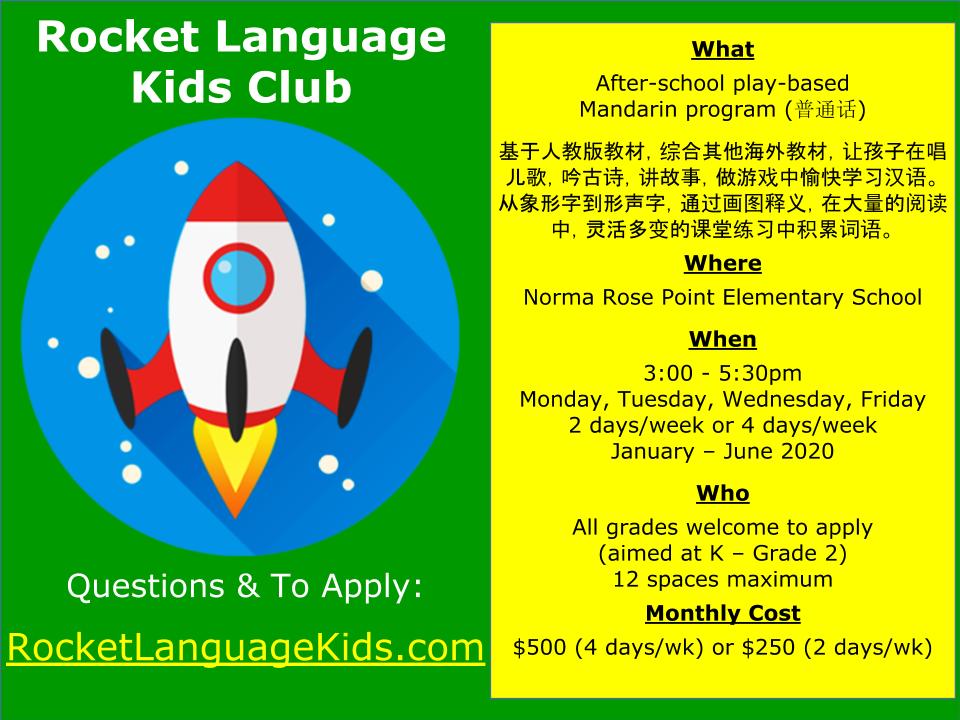 Rocket Language
Kids Club
Questions & To Apply:
RocketLanguageKids.com
What
After-school play-based
Mandarin program (普通话)
基于人教版教材, 综合其他海外教材, 让孩子在唱
儿歌, 吟古诗, 讲故事, 做游戏中愉快学习汉语。
从象形字到形声字, 通过画图释义, 在大量的阅读
中, 灵活多变的课堂练习中积累词语。
Where
Norma Rose Point Elementary School
When
3:00 - 5:30pm
Monday, Tuesday, Wednesday, Friday
2 days/week or 4 days/week
January – June 2020
Who
All grades welcome to apply
(aimed at K – Grade 2)
12 spaces maximum
Monthly Cost
$500 (4 days/wk) or $250 (2 days/wk)